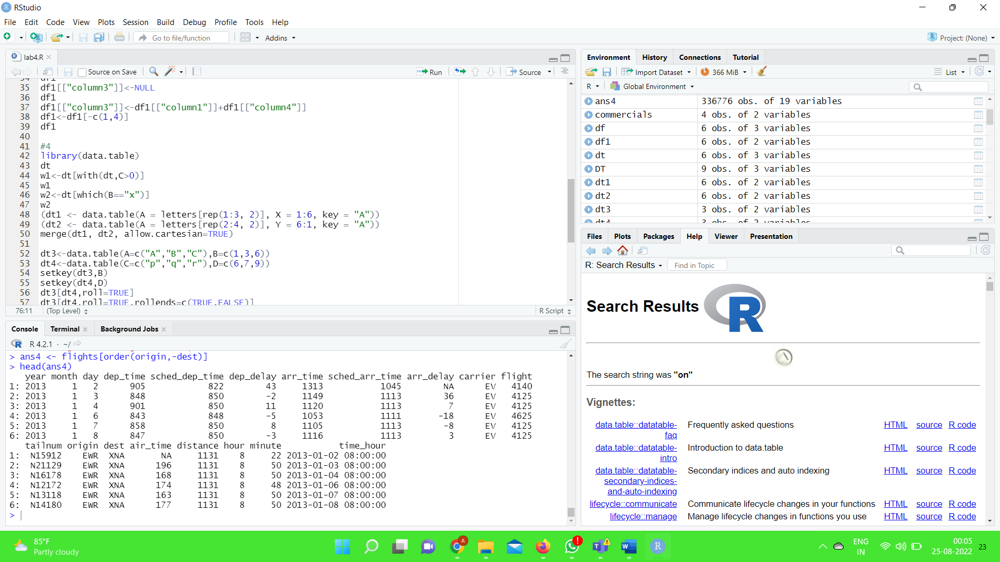 RStudio
File Edit Code View Plots Session Build Debug Profile Tools Help
Go to file/function Addins Project: (None)
lab4.R
Source on Save Run Source
34 df1
35 df1[["column3"]]<-NULL
36 df1
37 df1[["column3"]]<-df1[["column1"]]+df1[["column4"]]
38 df1<-df1[-c(1,4)]
39 df1
40
41 #4
42 library(data.table)
43 dt
44 w1<-dt[with(dt,C>0)]
45 w1
46 w2<-dt[which(B=="x")]
47 w2
48 (dt1 <- data.table(A = letters[rep(1:3, 2)], X = 1:6, key = "A"))
49 (dt2 <- data.table(A = letters[rep(2:4, 2)], Y = 6:1, key = "A"))
50 merge(dt1, dt2, allow.cartesian=TRUE)
51
52 dt3<-data.table(A=c("A","B","C"),B=c(1,3,6))
53 dt4<-data.table(C=c("p","q","r"),D=c(6,7,9))
54 setkey(dt3,B)
55 setkey(dt4,D)
56 dt3[dt4,roll=TRUE]
57 dt3[dt4,roll=TRUE,rollends=c(TRUE,FALSE)]
76:11 (Top Level) R Script
Console Terminal Background Jobs
R 4.2.1 · ~/
> ans4 <- flights[order(origin,-dest)]
> head(ans4)
year month day dep_time sched_dep_time dep_delay arr_time sched_arr_time arr_delay carrier flight
1: 2013 1 2 905 822 43 1313 1045 NA EV 4140
2: 2013 1 3 848 850 -2 1149 1113 36 EV 4125
3: 2013 1 4 901 850 11 1120 1113 7 EV 4125
4: 2013 1 6 843 848 -5 1053 1111 -18 EV 4625
5: 2013 1 7 858 850 8 1105 1113 -8 EV 4125
6: 2013 1 8 847 850 -3 1116 1113 3 EV 4125
tailnum origin dest air_time distance hour minute time_hour
1: N15912 EWR XNA NA 1131 8 22 2013-01-02 08:00:00
2: N21129 EWR XNA 196 1131 8 50 2013-01-03 08:00:00
3: N16178 EWR XNA 168 1131 8 50 2013-01-04 08:00:00
4: N12172 EWR XNA 174 1131 8 48 2013-01-06 08:00:00
5: N13118 EWR XNA 163 1131 8 50 2013-01-07 08:00:00
6: N14180 EWR XNA 177 1131 8 50 2013-01-08 08:00:00
>
Environment History Connections Tutorial
Import Dataset 366 MiB List
R Global Environment
ans4 336776 obs. of 19 variables
commercials 4 obs. of 2 variables
df 6 obs. of 3 variables
df1 6 obs. of 2 variables
dt 6 obs. of 3 variables
DT 9 obs. of 3 variables
dt1 6 obs. of 2 variables
dt2 6 obs. of 2 variables
dt3 3 obs. of 2 variables
dt4 3 obs. of 2 variables
Files Plots Packages Help Viewer Presentation
R: Search Results Find in Topic
Search Results R
The search string was "on"
Vignettes:
data.table::datatable- Frequently asked questions HTML source R code
faq
data.table::datatable- Introduction to data.table HTML source R code
intro
data.table::datatable- Secondary indices and auto indexing HTML source R code
secondary-indices-
and-auto-indexing
lifecycle::communicate Communicate lifecycle changes in your functions HTML source R code
lifecycle::manage Manage lifecycle changes in functions you use HTML source R code
85°F
Partly cloudy
ENG
IN
00:05
25-08-2022
23